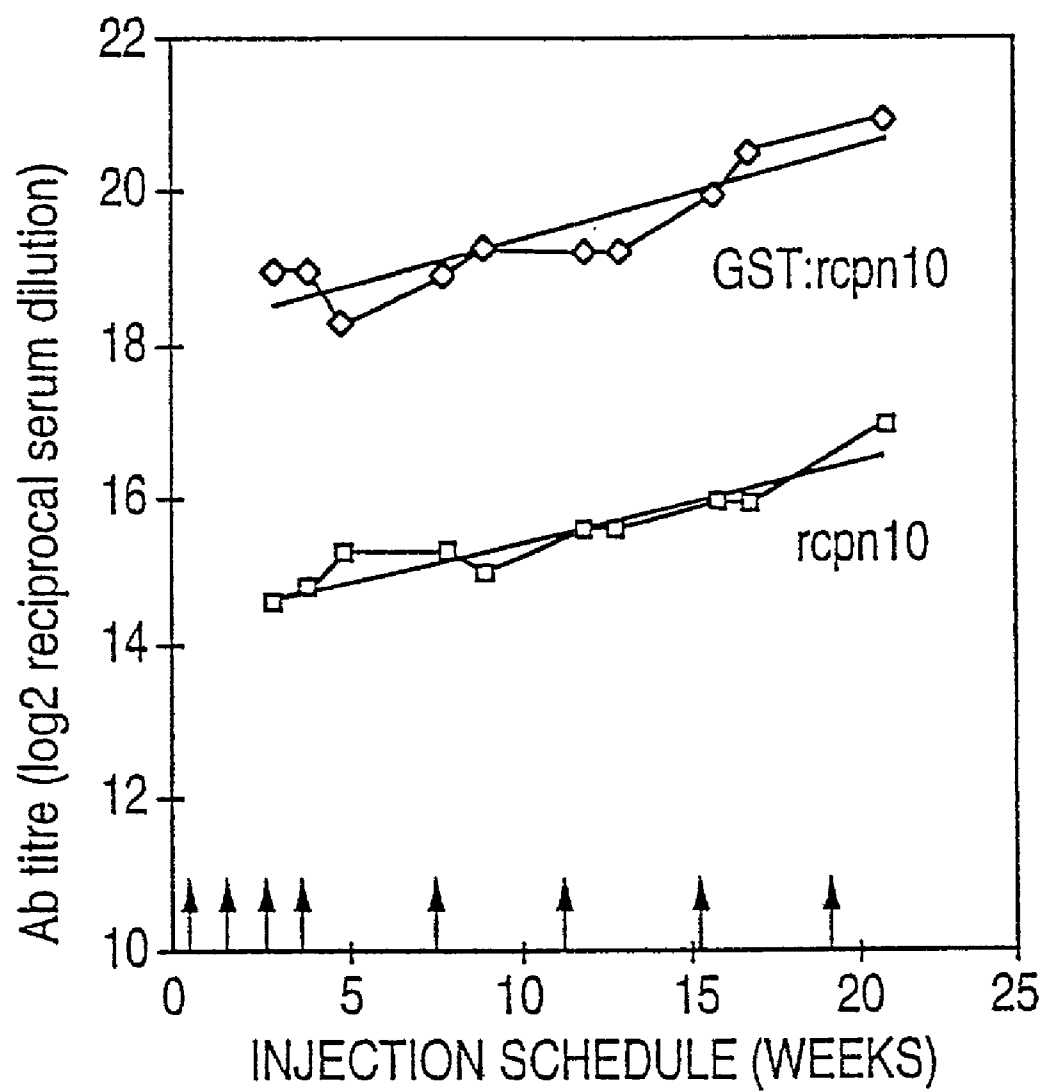 Ab titre (log2 reciprocal serum dilution)
22
20
18
16
14
12
10
GST:rcpn10
rcpn10
0 5 10 15 20 25
INJECTION SCHEDULE (WEEKS)